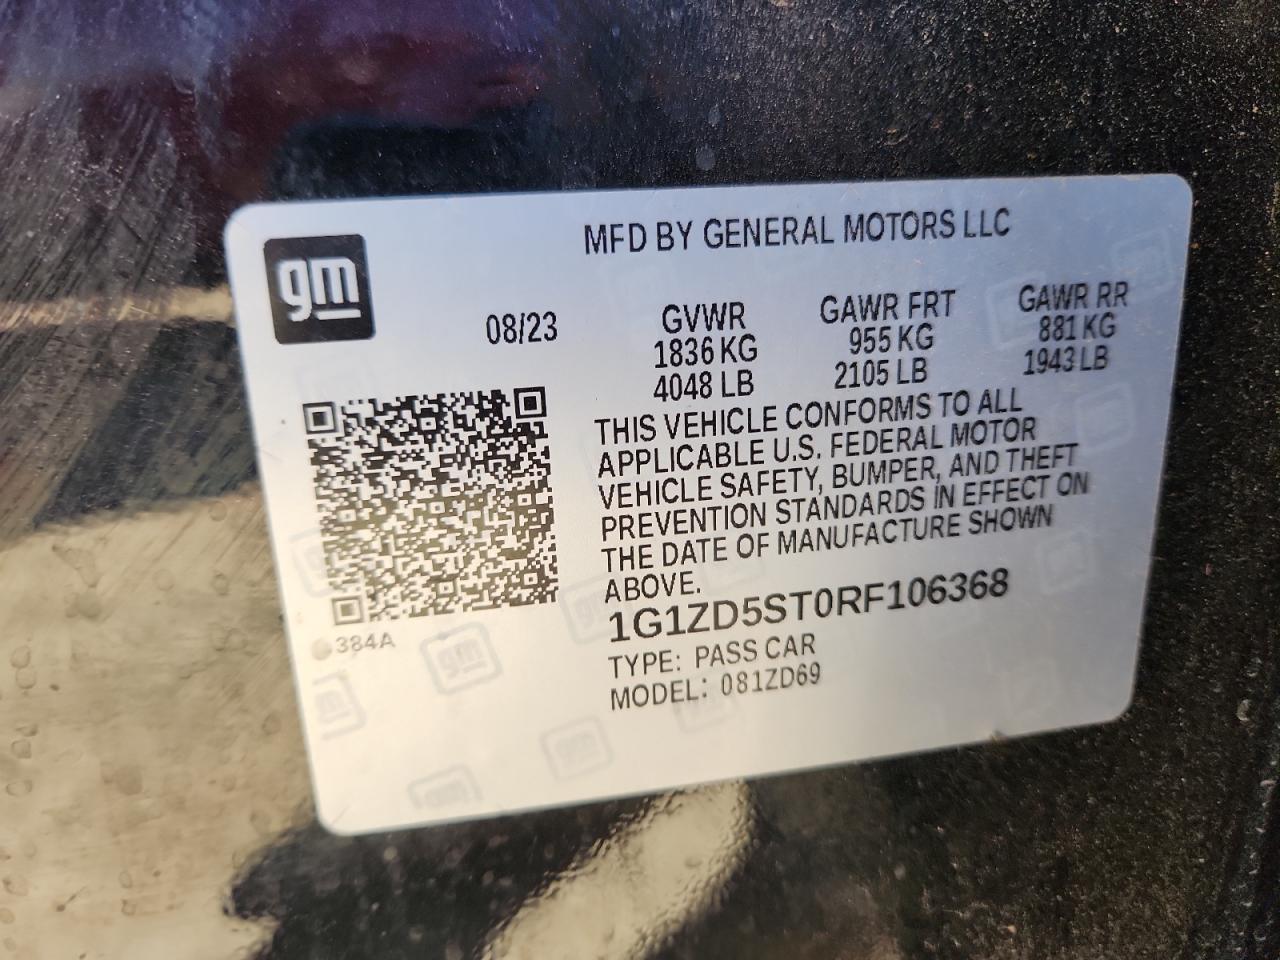 gm
MFD BY GENERAL MOTORS LLC
08/23
GVWR
1836 KG
4048 LB
GAWR FRT
955 KG
2105 LB
GAWR RR
881 KG
1943 LB
THIS VEHICLE CONFORMS TO ALL
APPLICABLE U.S. FEDERAL MOTOR
VEHICLE SAFETY, BUMPER, AND THEFT
PREVENTION STANDARDS IN EFFECT ON
THE DATE OF MANUFACTURE SHOWN
ABOVE.
1G1ZD5ST0RF106368
TYPE: PASS CAR
MODEL: 081ZD69
384A
gm
gm